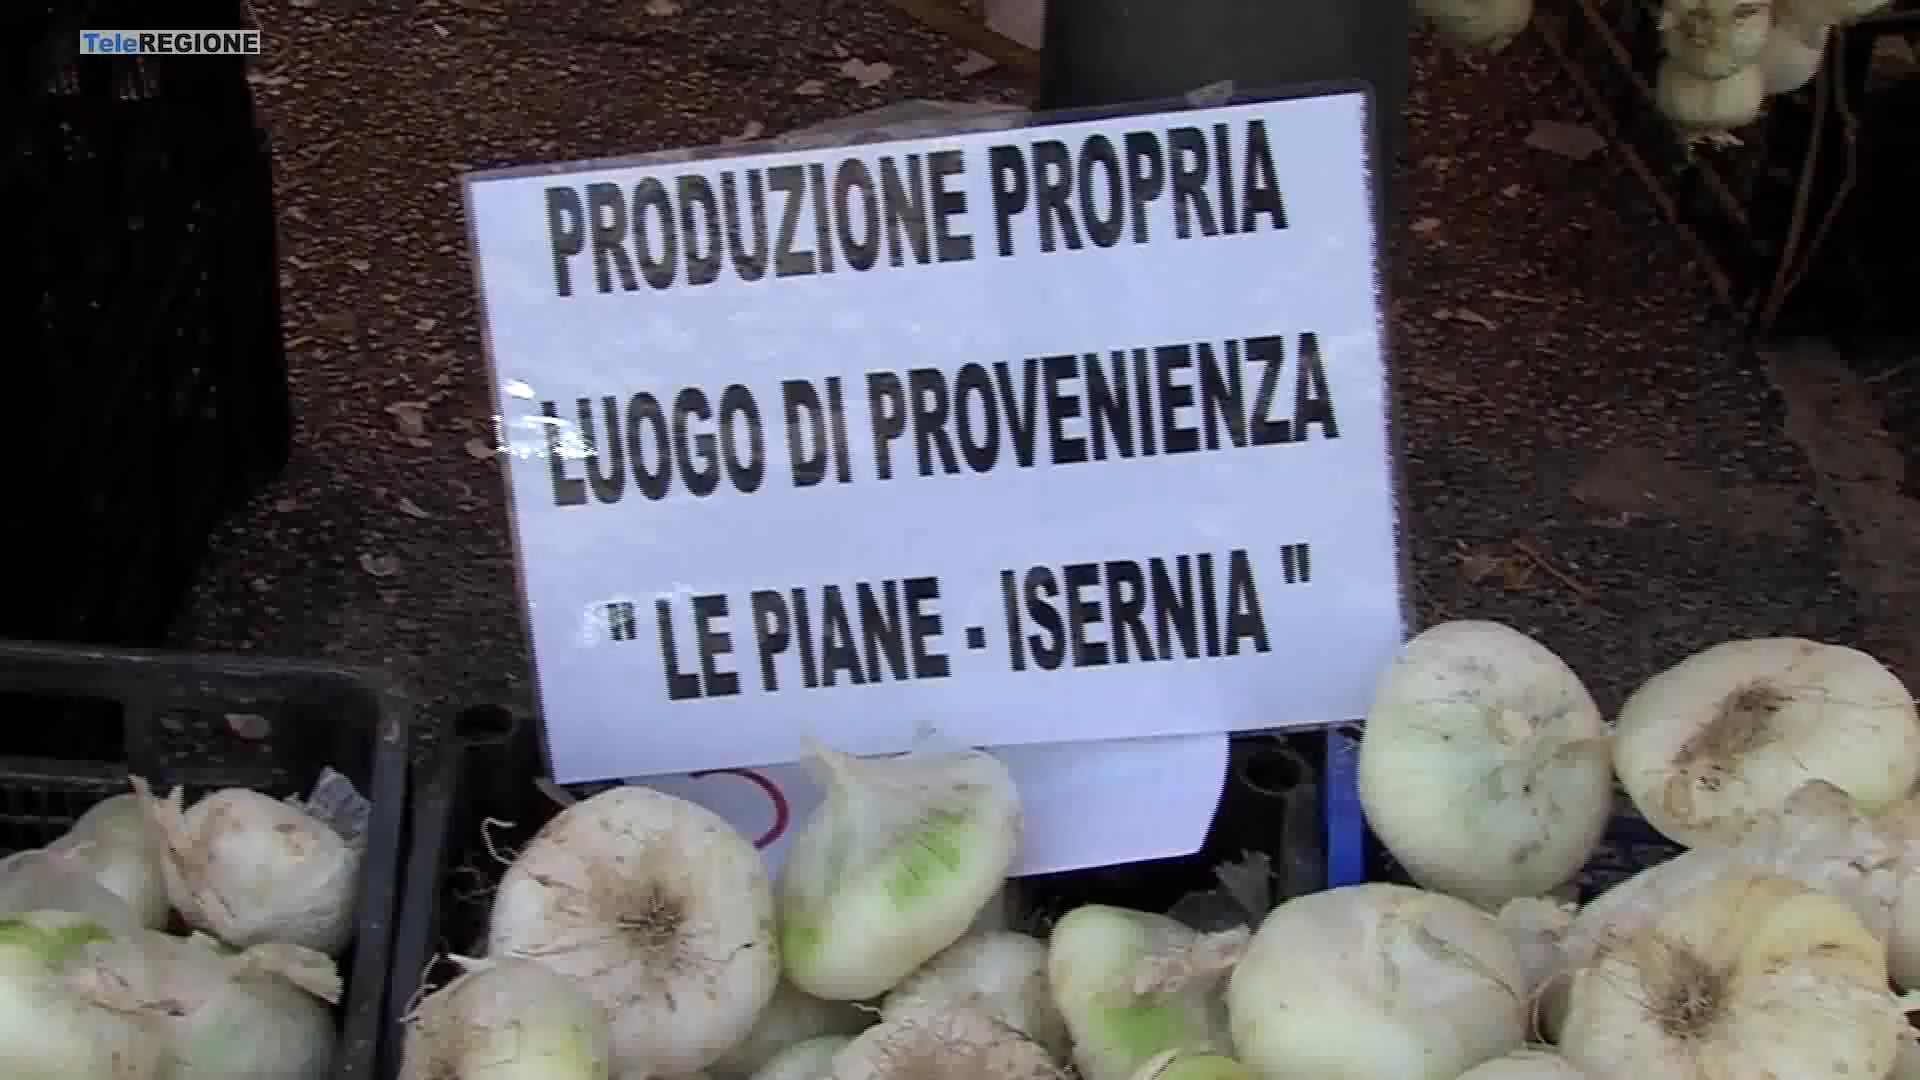 TeleREGIONE
PRODUZIONE PROPRIA
LUOGO DI PROVENIENZA
" LE PIANE - ISERNIA "